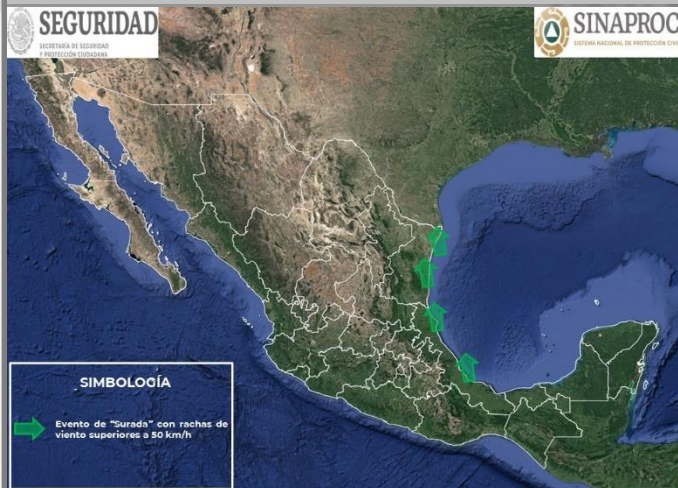 SEGURIDAD
SECRETARÍA DE SEGURIDAD
Y PROTECCIÓN CIUDADANA
SINAPROC
SISTEMA NACIONAL DE PROTECCIÓN CIVIL
SIMBOLOGÍA
Evento de "Surada" con rachas de
viento superiores a 50 km/h